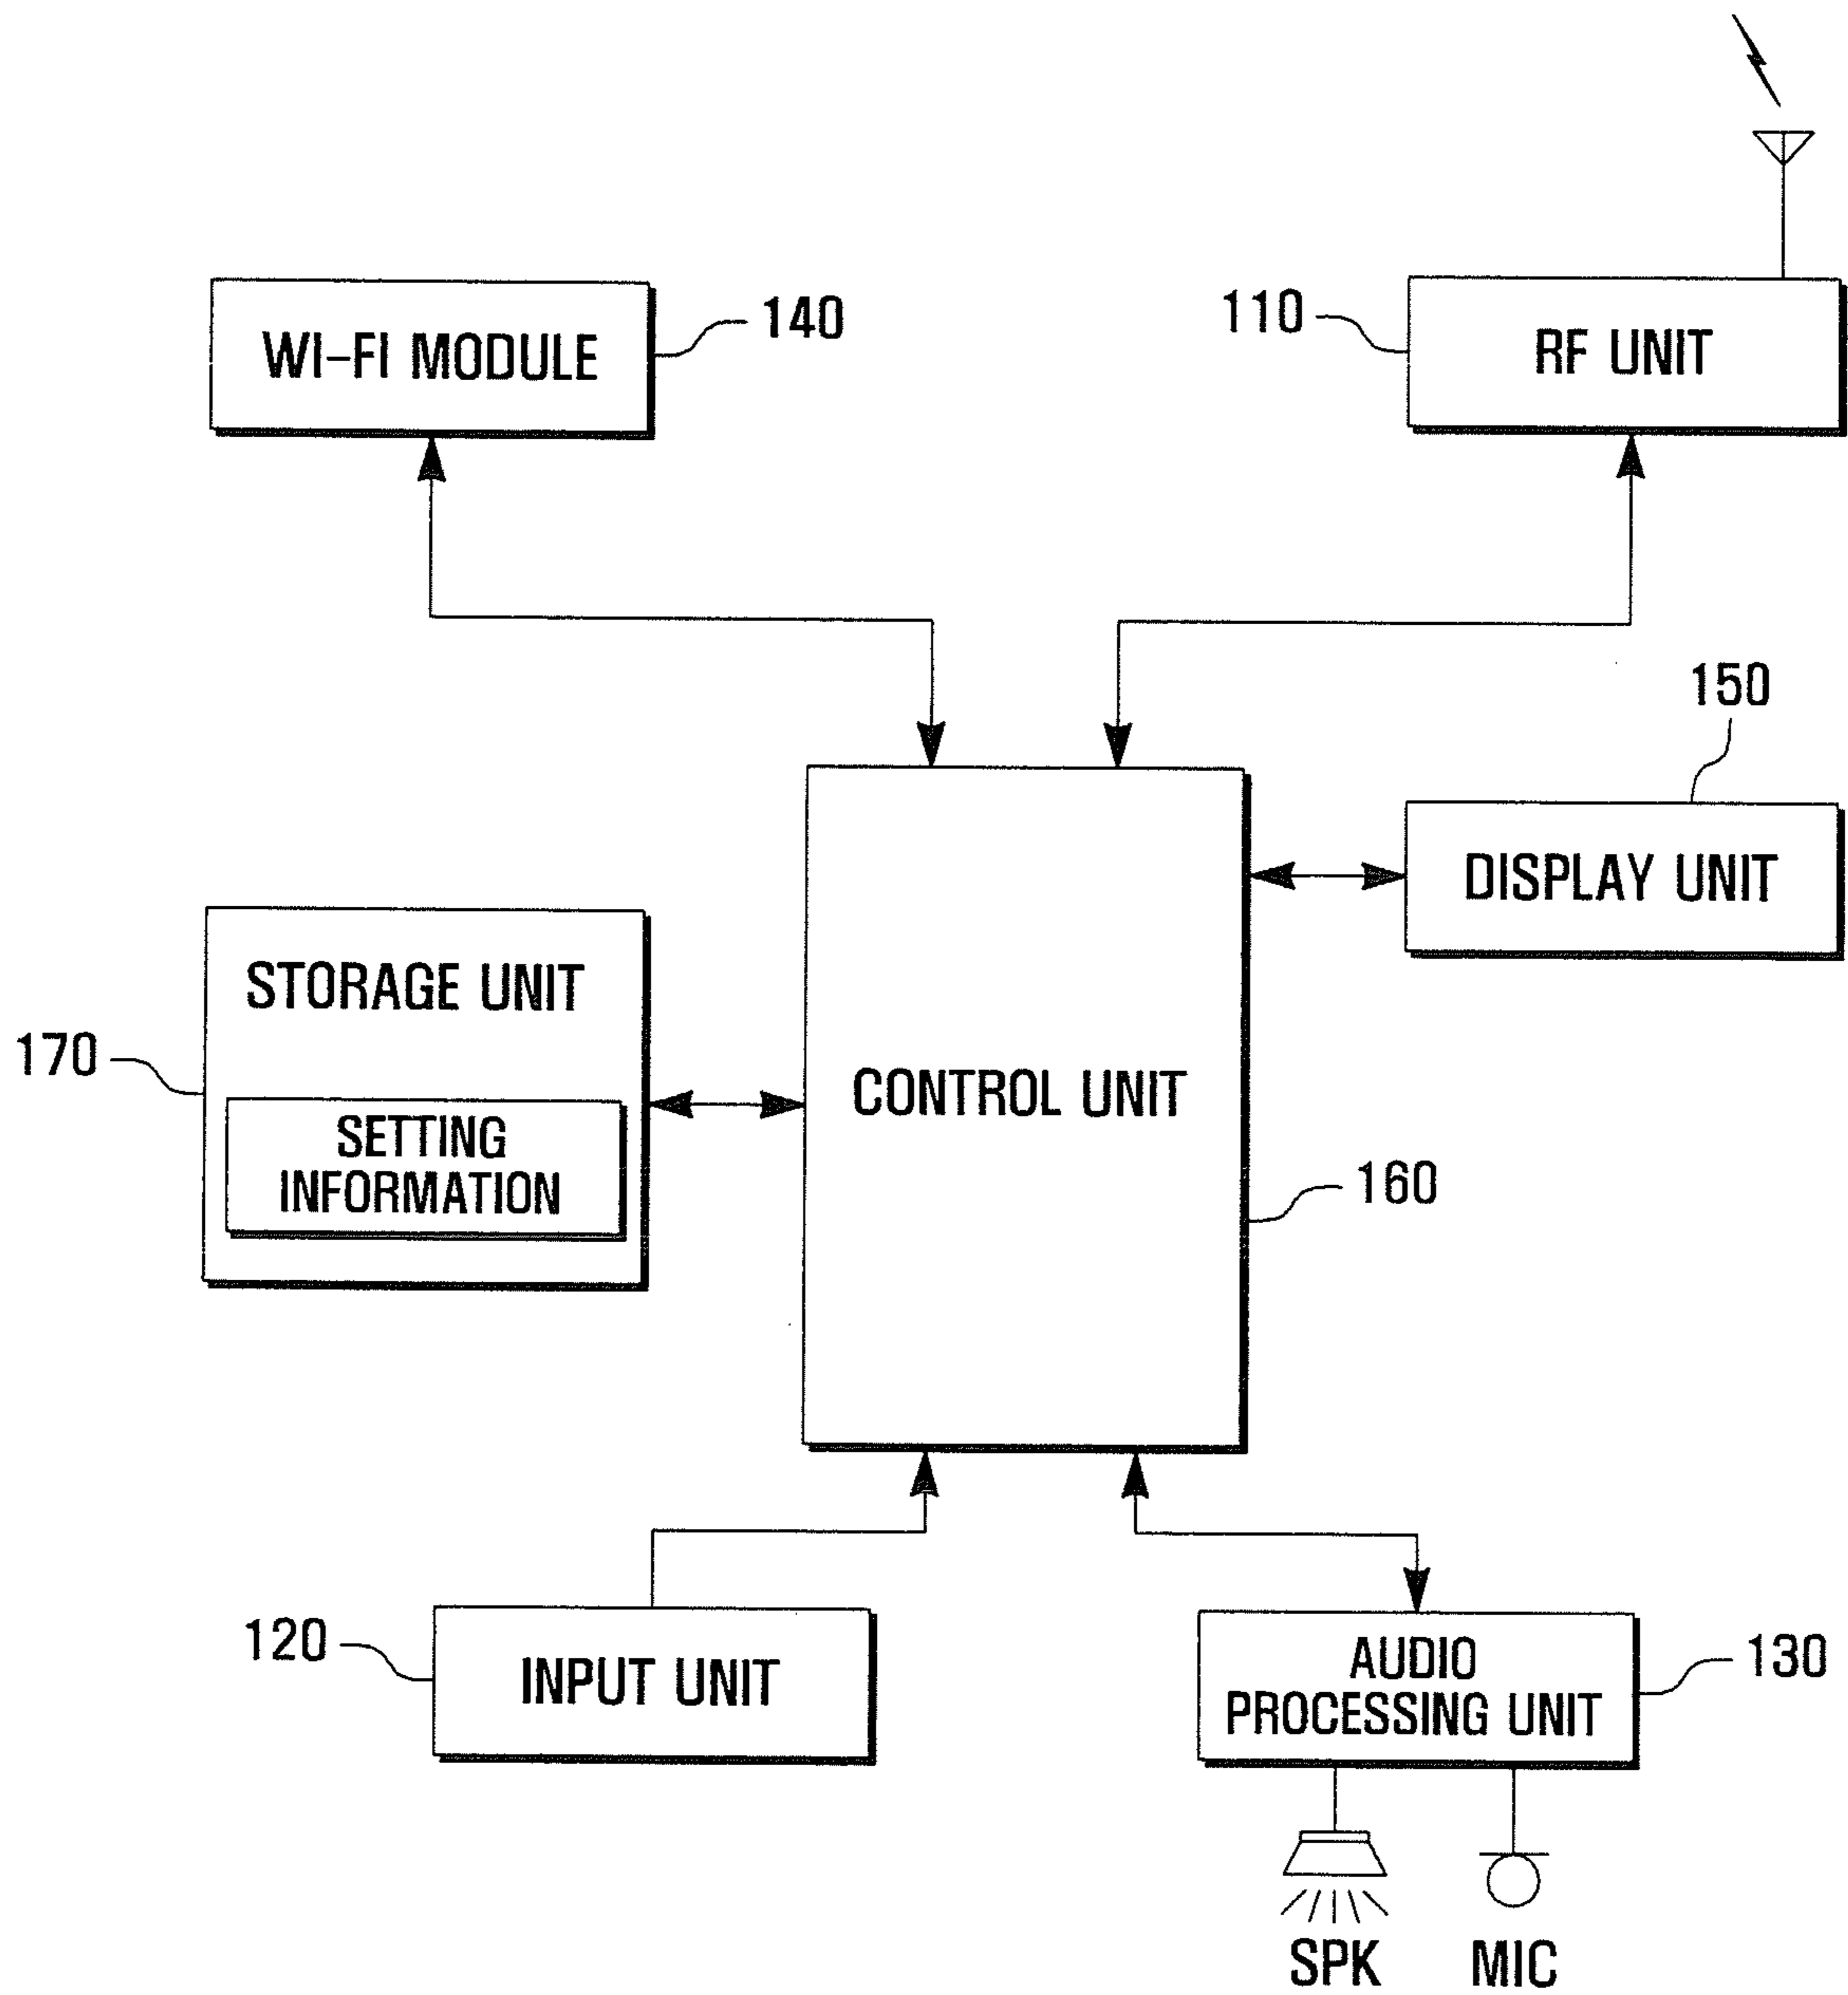 140
WI-FI MODULE
110
RF UNIT
150
DISPLAY UNIT
STORAGE UNIT
170
SETTING
INFORMATION
CONTROL UNIT
160
120
INPUT UNIT
AUDIO
PROCESSING UNIT
130
SPK
MIC